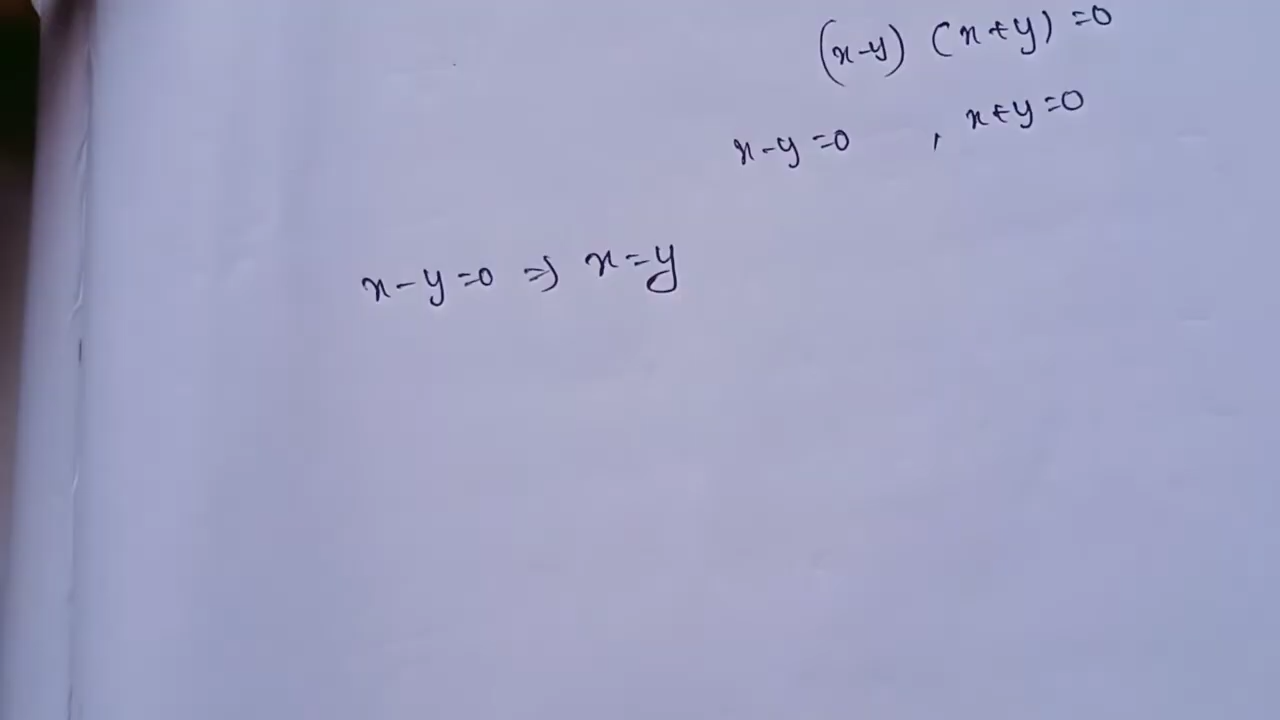 (x-y) (x+y) =0
x-y =0 , x+y =0
x-y =0 => x=y